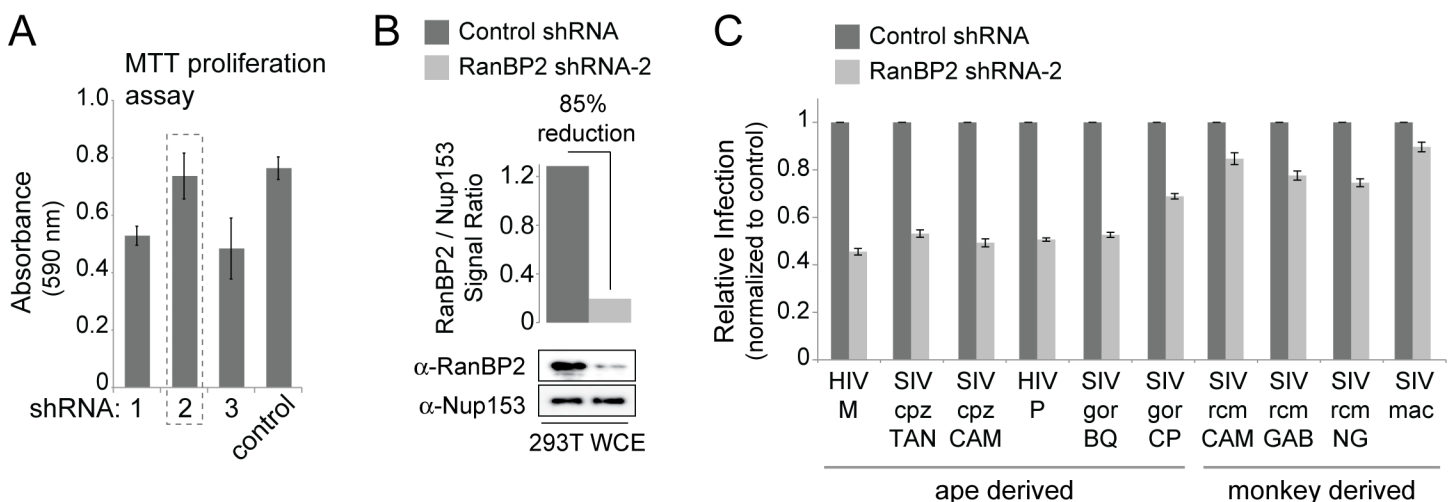 A
MTT proliferation
assay
Absorbance
(590 nm)
1.0
0.8
0.6
0.4
0.2
0
shRNA: 1 2 3 control
B
Control shRNA
RanBP2 shRNA-2
85%
reduction
RanBP2 / Nup153
Signal Ratio
1.2
0.8
0.4
0
α-RanBP2
α-Nup153
293T WCE
C
Control shRNA
RanBP2 shRNA-2
Relative Infection
(normalized to control)
1
0.8
0.6
0.4
0.2
0
HIV SIV SIV HIV SIV SIV SIV SIV SIV SIV
M cpz cpz P gor gor rcm rcm rcm mac
TAN CAM BQ CP CAM GAB NG
ape derived monkey derived